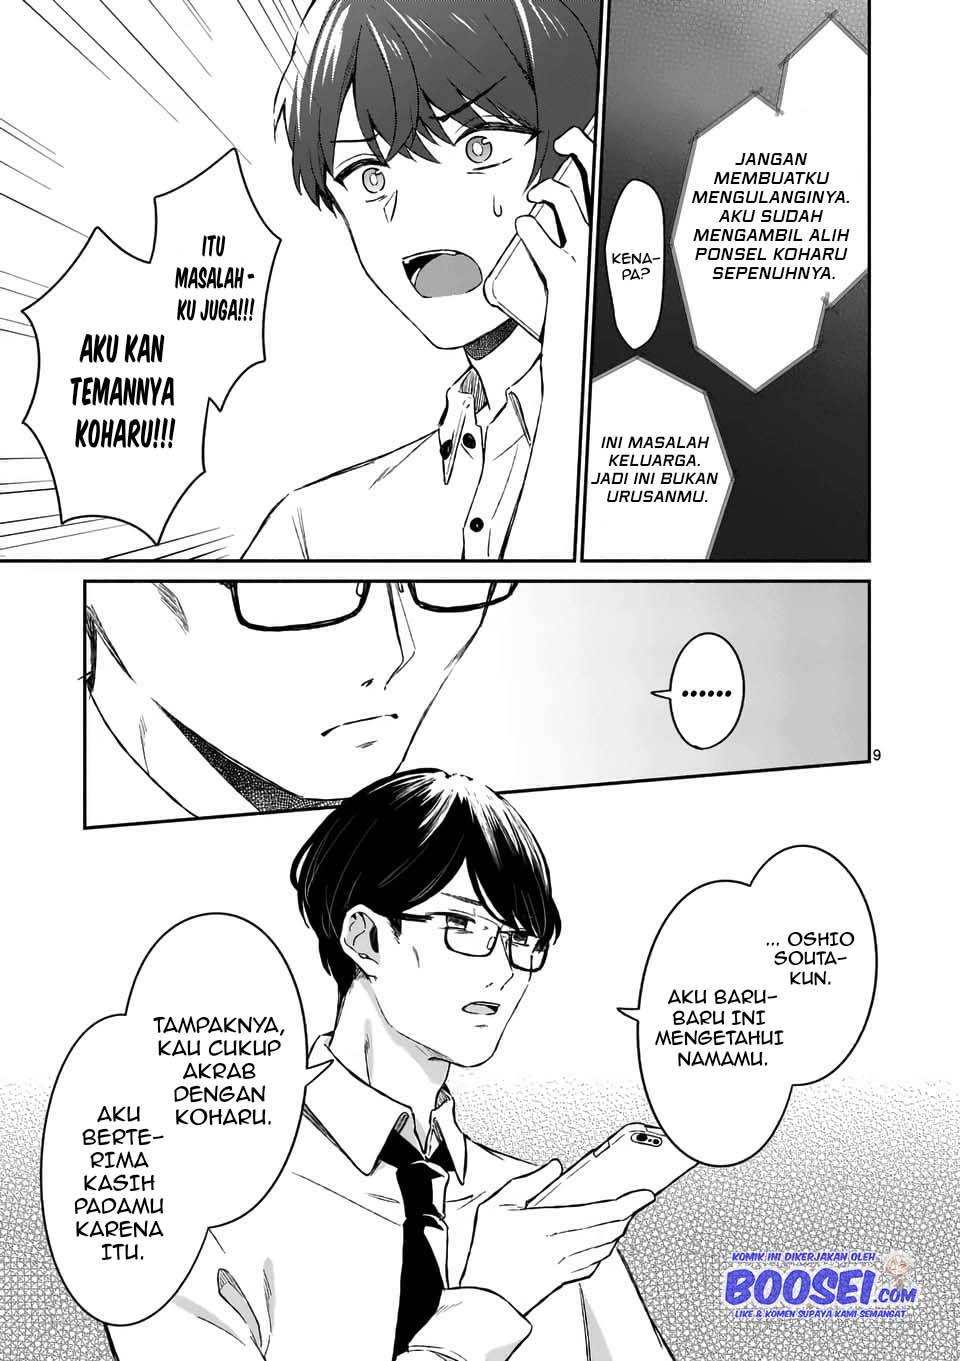 JANGAN
MEMBUATKU
MENGULANGINYA.
AKU SUDAH
MENGAMBIL ALIH
PONSEL KOHARU
SEPENUHNYA.
KENA-
PA?
INI MASALAH
KELUARGA.
JADI INI BUKAN
URUSANMU.
ITU
MASALAH-
KU JUGA!!!
AKU KAN
TEMANNYA
KOHARU!!!
......
9
... OSHIO
SOUTA-
KUN.
AKU BARU-
BARU INI
MENGETAHUI
NAMAMU.
TAMPAKNYA,
KAU CUKUP
AKRAB
DENGAN
KOHARU.
AKU
BERTE-
RIMA
KASIH
PADAMU
KARENA
ITU.
KOMIK INI DIKERJAKAN OLEH
BOOSEI.COM
LIKE & KOMEN SUPAYA KAMI SEMANGAT